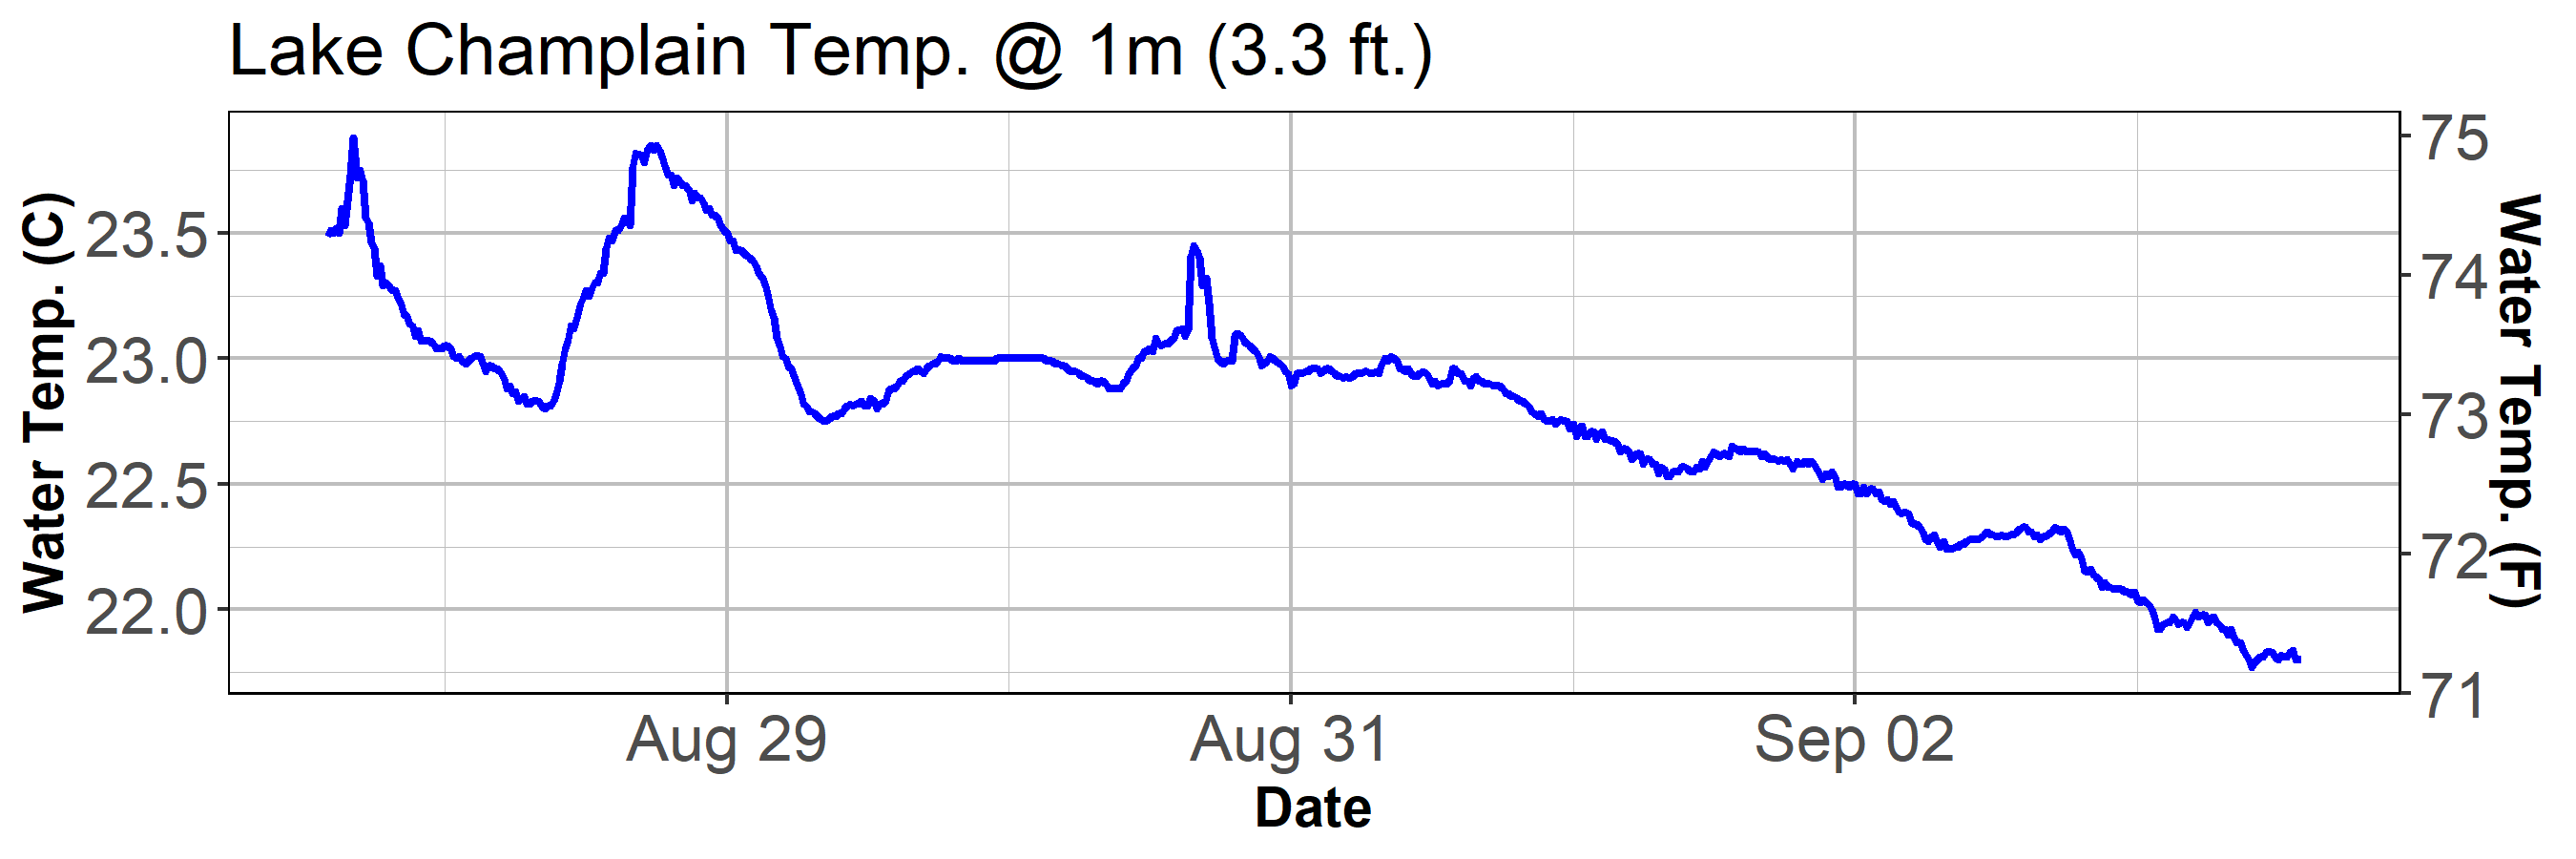 Lake Champlain Temp. @ 1m (3.3 ft.)
Water Temp. (C)
23.5
23.0
22.5
22.0
75
74
73
72
71
Water Temp. (F)
Aug 29 Aug 31 Sep 02
Date